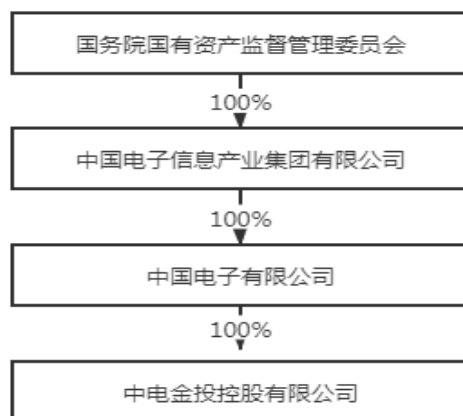 国务院国有资产监督管理委员会
100%
中国电子信息产业集团有限公司
100%
中国电子有限公司
100%
中电金投控股有限公司